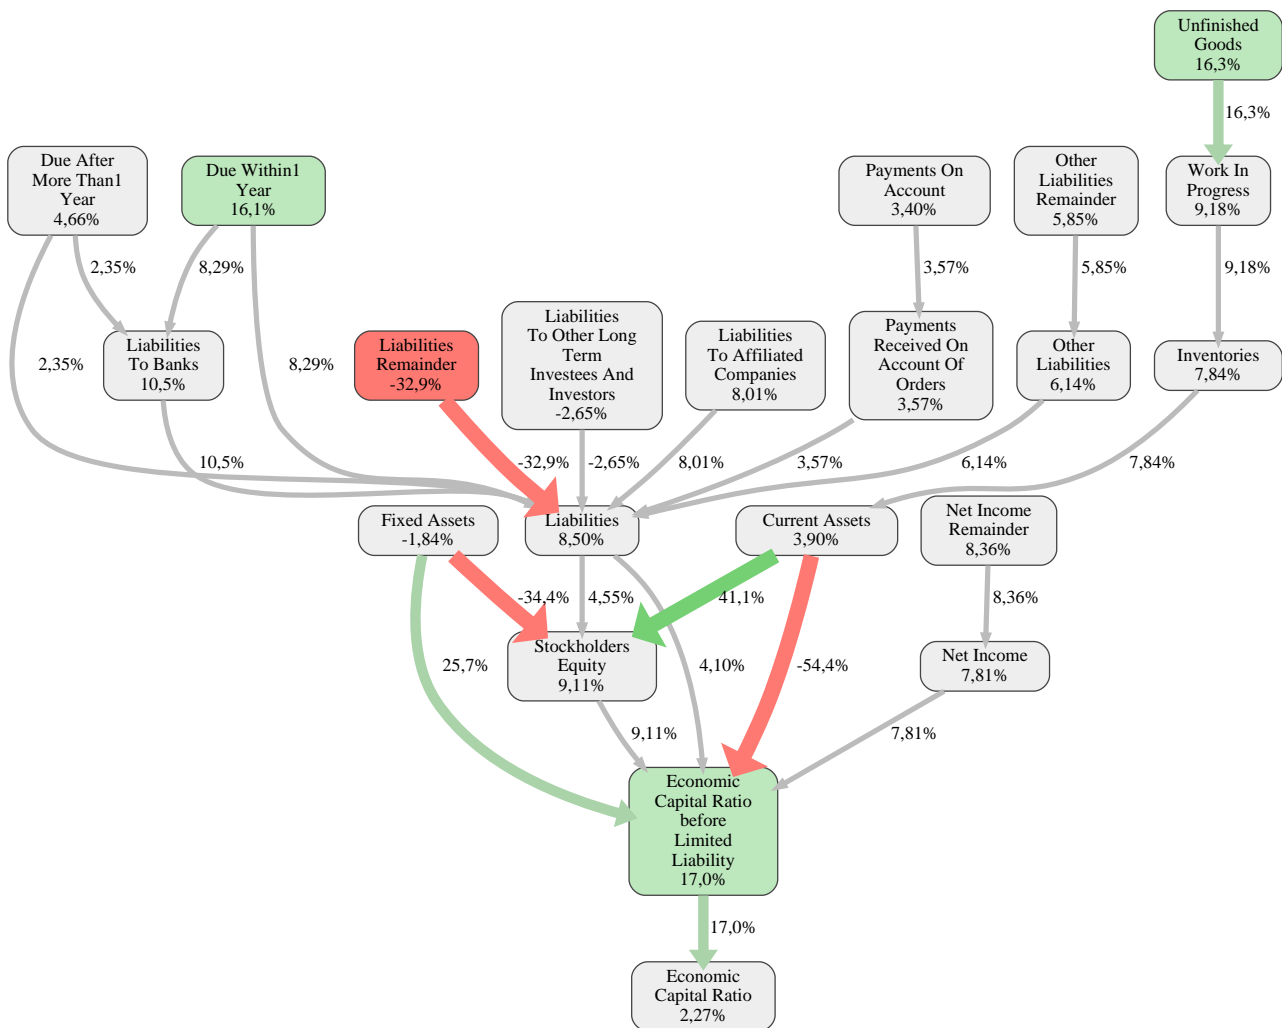 Unfinished
Goods
16,3%
16,3%
Due After
More Than1
Year
4,66%
Due Within1
Year
16,1%
Payments On
Account
3,40%
Other
Liabilities
Remainder
5,85%
Work In
Progress
9,18%
2,35%
8,29%
3,57%
5,85%
9,18%
Liabilities
To Banks
10,5%
Liabilities
Remainder
-32,9%
Liabilities
To Other Long
Term
Investees And
Investors
-2,65%
Liabilities
To Affiliated
Companies
8,01%
Payments
Received On
Account Of
Orders
3,57%
Other
Liabilities
6,14%
Inventories
7,84%
2,35%
8,29%
10,5%
-32,9%
-2,65%
8,01%
3,57%
6,14%
7,84%
Fixed Assets
-1,84%
Liabilities
8,50%
Current Assets
3,90%
Net Income
Remainder
8,36%
-34,4%
4,55%
41,1%
8,36%
Stockholders
Equity
9,11%
Net Income
7,81%
25,7%
4,10%
-54,4%
9,11%
7,81%
Economic
Capital Ratio
before
Limited
Liability
17,0%
17,0%
Economic
Capital Ratio
2,27%